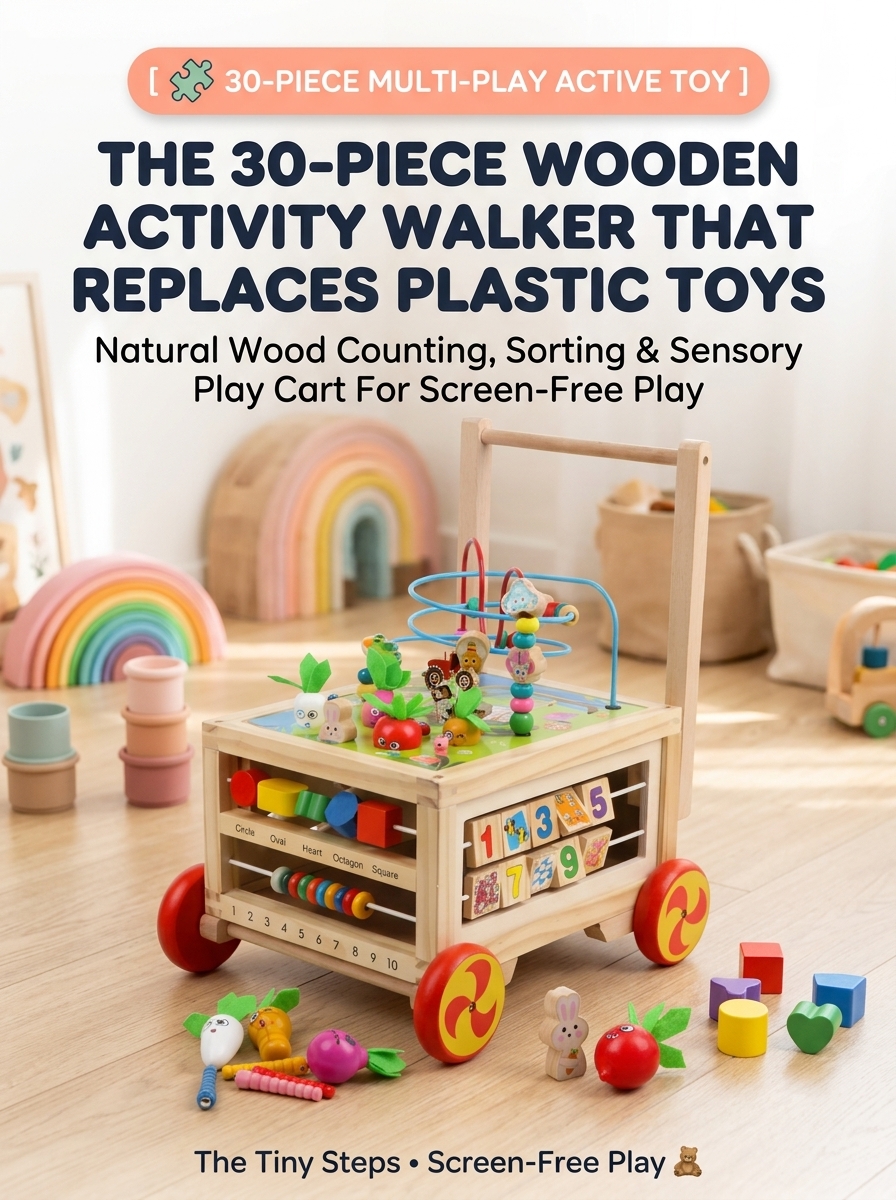 [ 30-PIECE MULTI-PLAY ACTIVE TOY ]
THE 30-PIECE WOODEN
ACTIVITY WALKER THAT
REPLACES PLASTIC TOYS
Natural Wood Counting, Sorting & Sensory
Play Cart For Screen-Free Play
Circle Oval Heart Octagon Square
1 3 5
7 9
1 2 3 4 5 6 7 8 9 10
The Tiny Steps • Screen-Free Play